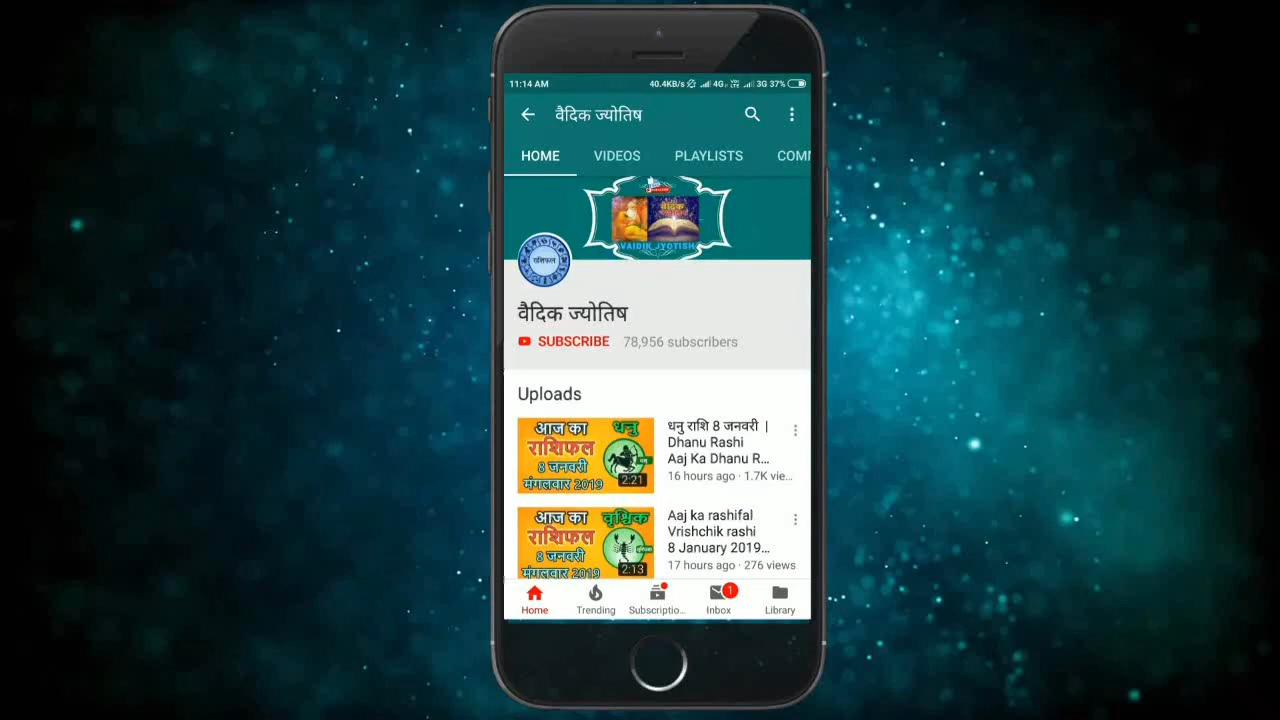 11:14 AM
40.4KB/s 4G VoLTE 3G 37%
वैदिक ज्योतिष
HOME VIDEOS PLAYLISTS COMM
वैदिक
VAIDIK JYOTISH
राशिफल
वैदिक ज्योतिष
SUBSCRIBE 78,956 subscribers
Uploads
आज का धनु
राशिफल
8 जनवरी
मंगलवार 2019
2:21
धनु राशि 8 जनवरी |
Dhanu Rashi
Aaj Ka Dhanu R...
16 hours ago · 1.7K vie...
आज का वृश्चिक
राशिफल
8 जनवरी
मंगलवार 2019
2:13
Aaj ka rashifal
Vrishchik rashi
8 January 2019...
17 hours ago · 276 views
Home Trending Subscriptio... Inbox 1 Library